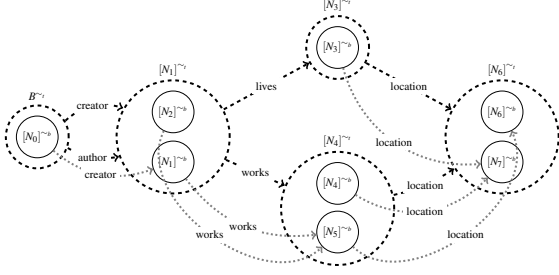 [N₃]^∼t
[N₃]^∼b
[N₁]^∼t
lives
location
[N₆]^∼t
B^∼t
creator
[N₂]^∼b
[N₆]^∼b
[N₀]^∼b
[N₄]^∼t
location
author
[N₁]^∼b
[N₇]^∼b
creator
works
[N₄]^∼b
location
location
works
[N₅]^∼b
works
location